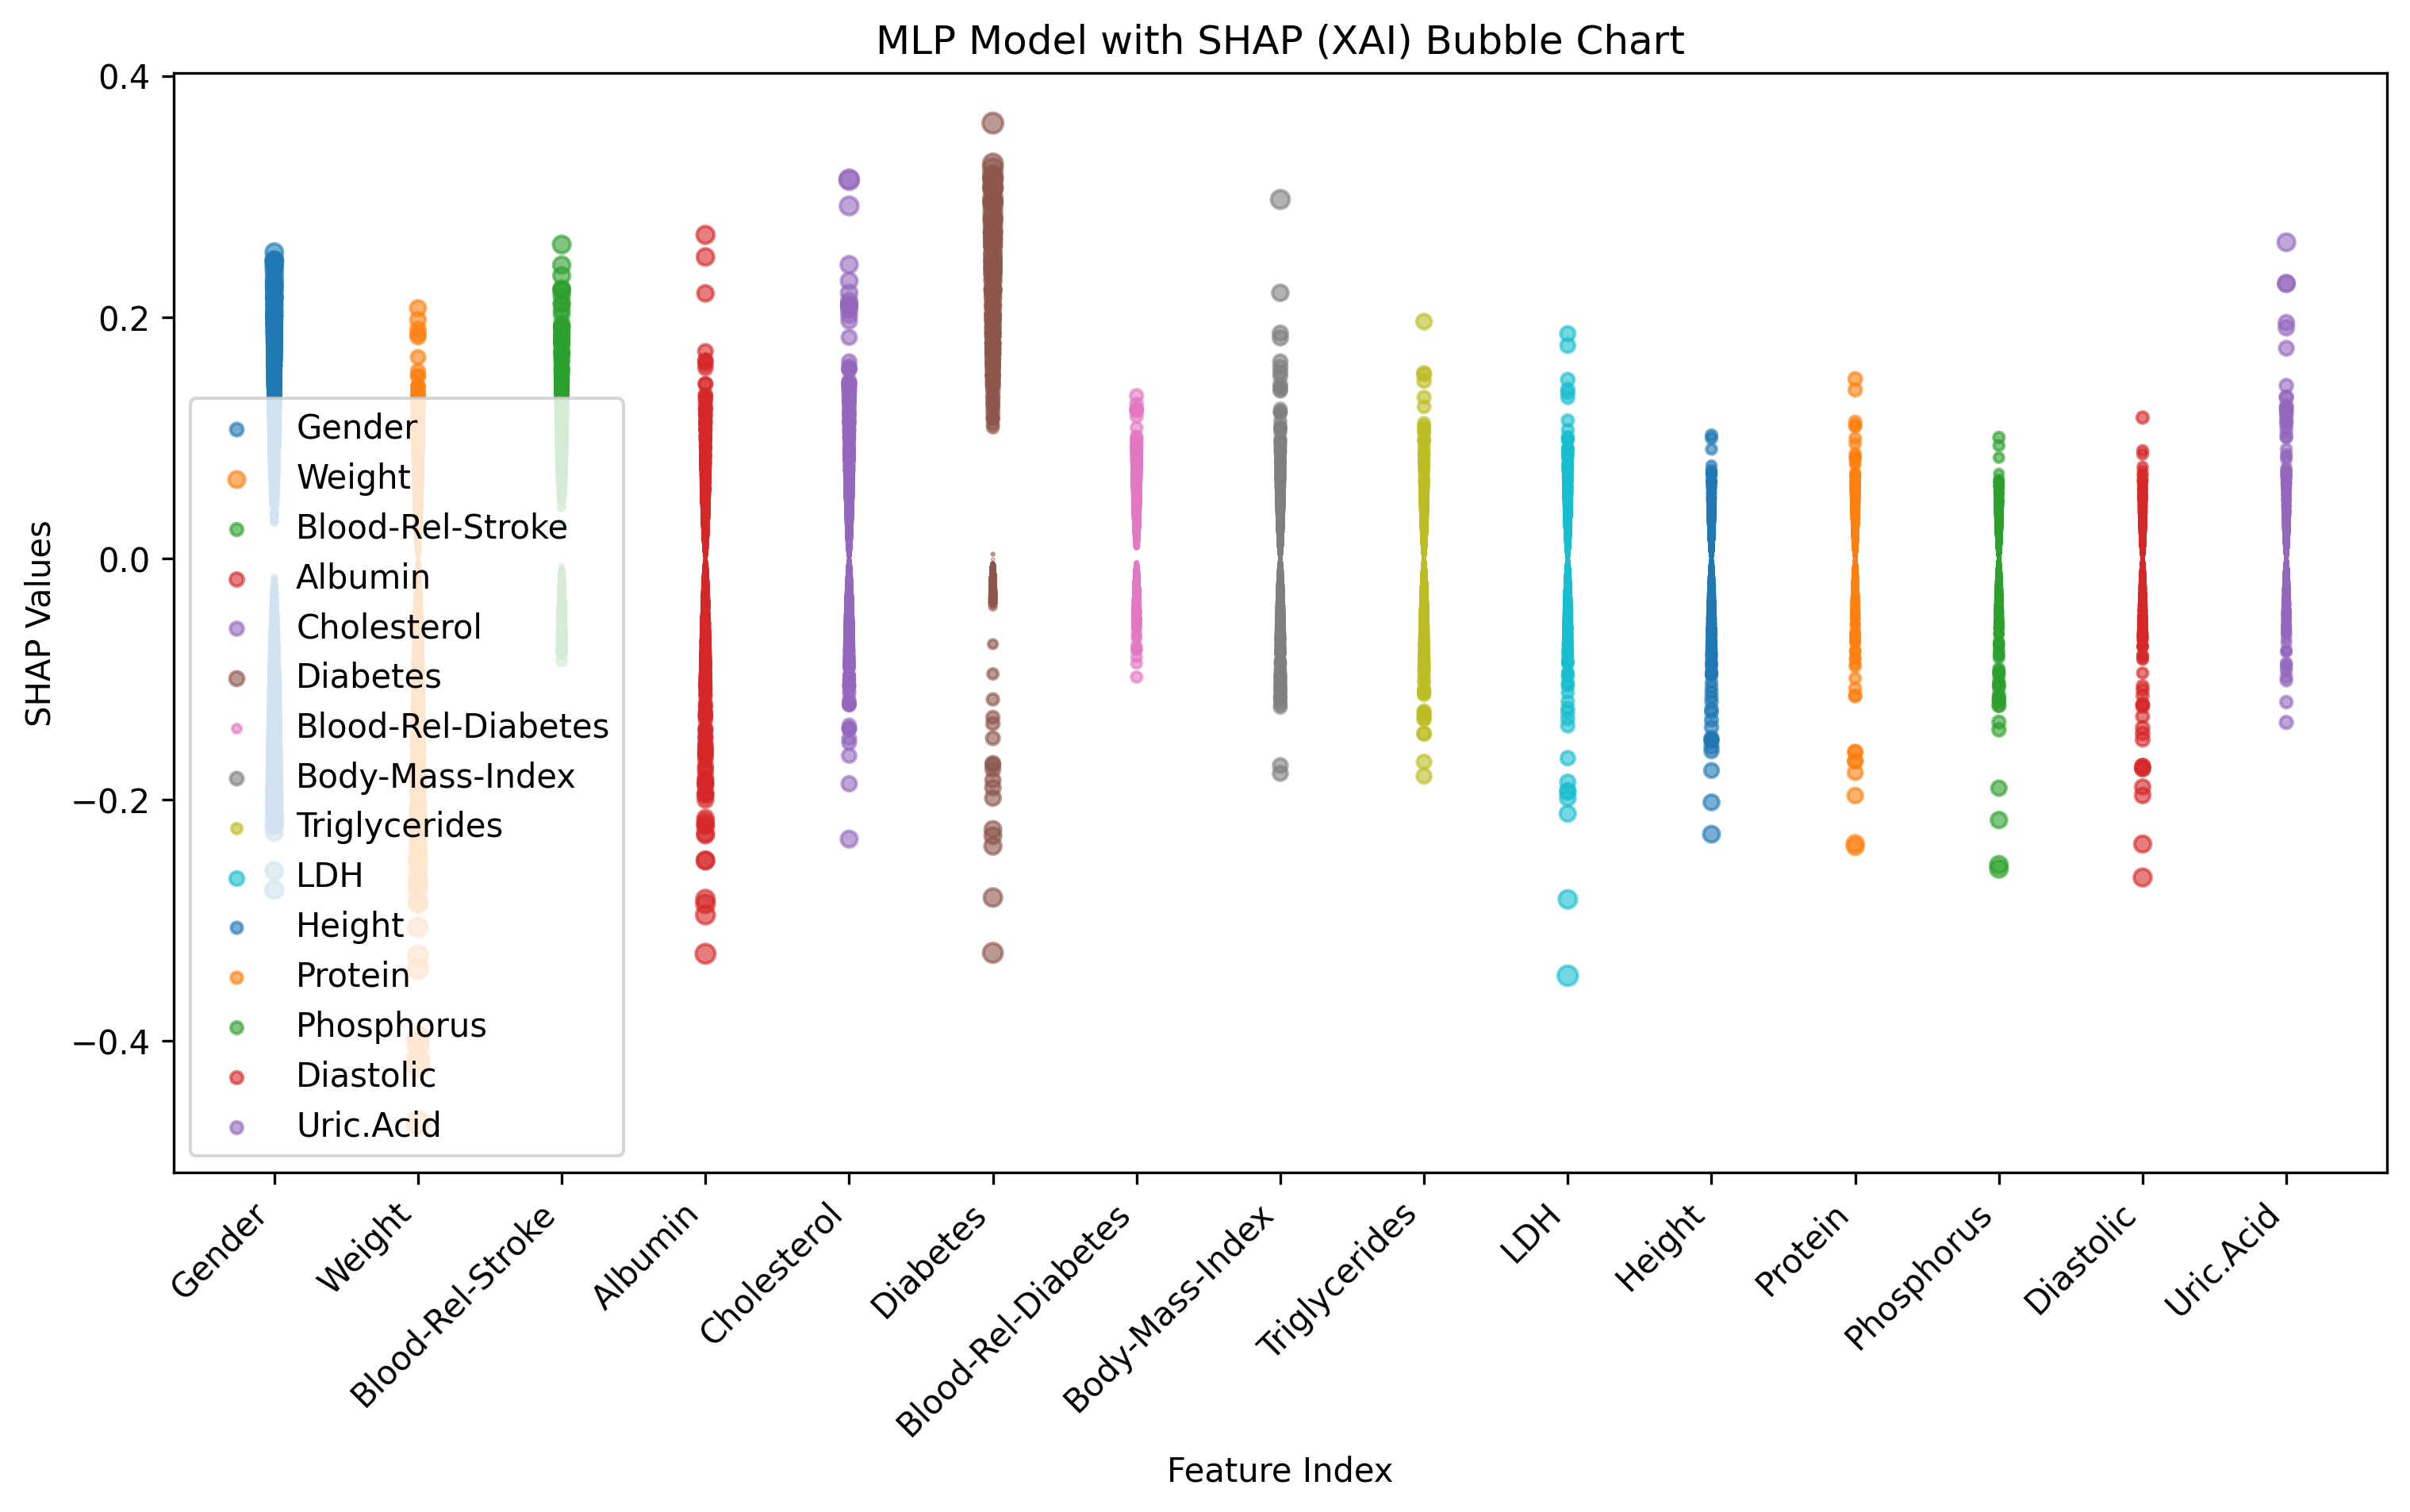 MLP Model with SHAP (XAI) Bubble Chart
0.4
0.2
0.0
−0.2
−0.4
SHAP Values
Gender
Weight
Blood-Rel-Stroke
Albumin
Cholesterol
Diabetes
Blood-Rel-Diabetes
Body-Mass-Index
Triglycerides
LDH
Height
Protein
Phosphorus
Diastolic
Uric.Acid
Gender
Weight
Blood-Rel-Stroke
Albumin
Cholesterol
Diabetes
Blood-Rel-Diabetes
Body-Mass-Index
Triglycerides
LDH
Height
Protein
Phosphorus
Diastolic
Uric.Acid
Feature Index